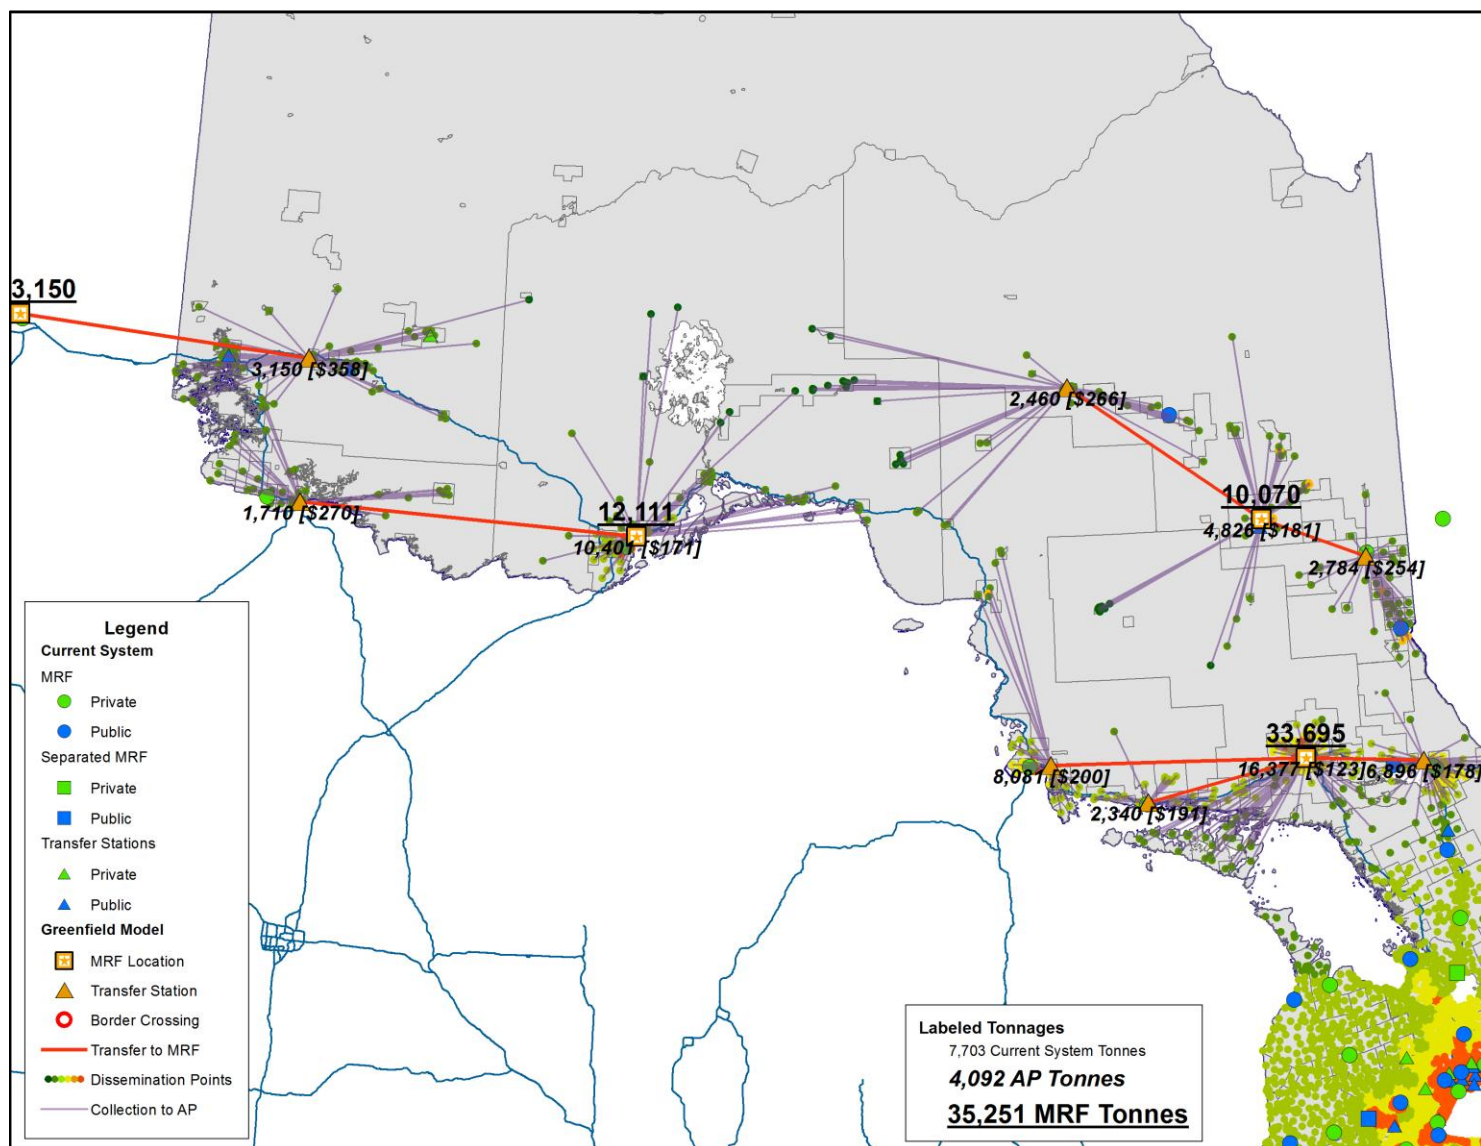 3,150
3,150 [$358]
2,460 [$266]
1,710 [$270]
12,111
10,401 [$171]
10,070
4,826 [$181]
2,784 [$254]
33,695
8,081 [$200]
16,377 [$123]
6,896 [$178]
2,340 [$191]
Legend
Current System
MRF
Private
Public
Separated MRF
Private
Public
Transfer Stations
Private
Public
Greenfield Model
MRF Location
Transfer Station
Border Crossing
Transfer to MRF
Dissemination Points
Collection to AP
Labeled Tonnages
7,703 Current System Tonnes
4,092 AP Tonnes
35,251 MRF Tonnes